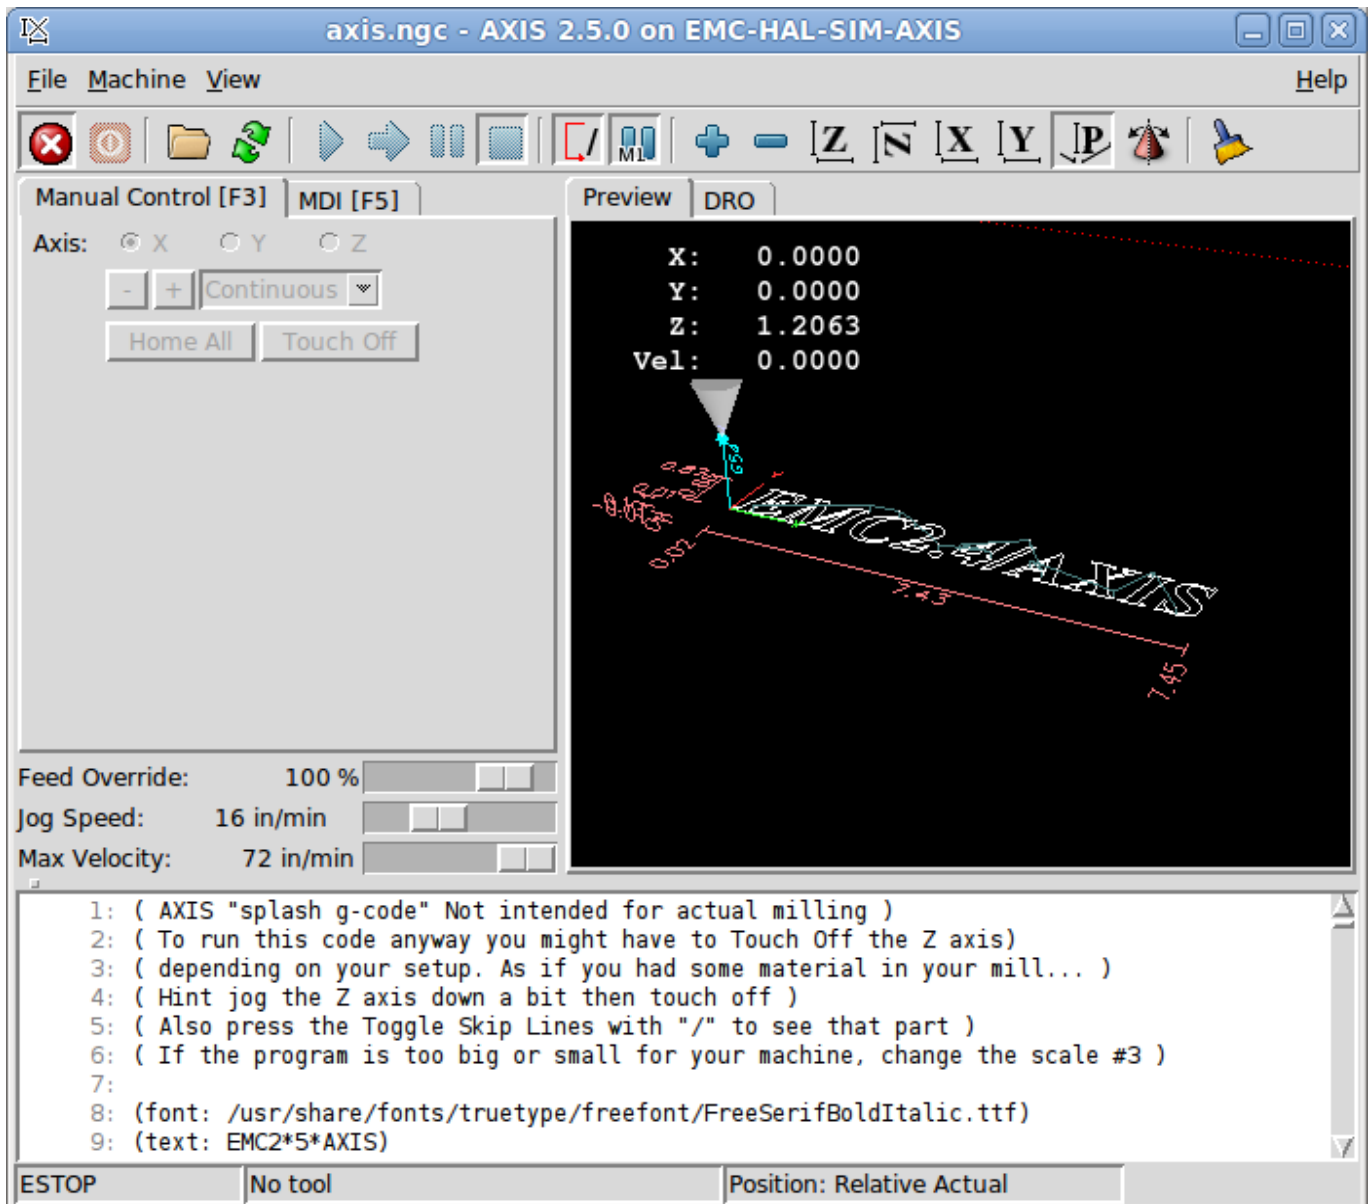 axis.ngc - AXIS 2.5.0 on EMC-HAL-SIM-AXIS
File Machine View Help
M1 Z N X Y P
Manual Control [F3] MDI [F5]
Axis: X Y Z
- + Continuous
Home All Touch Off
Preview DRO
X: 0.0000
Y: 0.0000
Z: 1.2063
Vel: 0.0000
G54
EMC2.4/AXIS
0.02
7.43
7.45
Feed Override: 100 %
Jog Speed: 16 in/min
Max Velocity: 72 in/min
1: ( AXIS "splash g-code" Not intended for actual milling )
2: ( To run this code anyway you might have to Touch Off the Z axis)
3: ( depending on your setup. As if you had some material in your mill... )
4: ( Hint jog the Z axis down a bit then touch off )
5: ( Also press the Toggle Skip Lines with "/" to see that part )
6: ( If the program is too big or small for your machine, change the scale #3 )
7:
8: (font: /usr/share/fonts/truetype/freefont/FreeSerifBoldItalic.ttf)
9: (text: EMC2*5*AXIS)
ESTOP No tool Position: Relative Actual